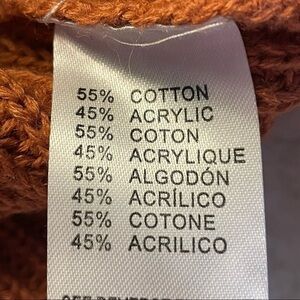 55% COTTON
45% ACRYLIC
55% COTON
45% ACRYLIQUE
55% ALGODÓN
45% ACRÍLICO
55% COTONE
45% ACRILICO